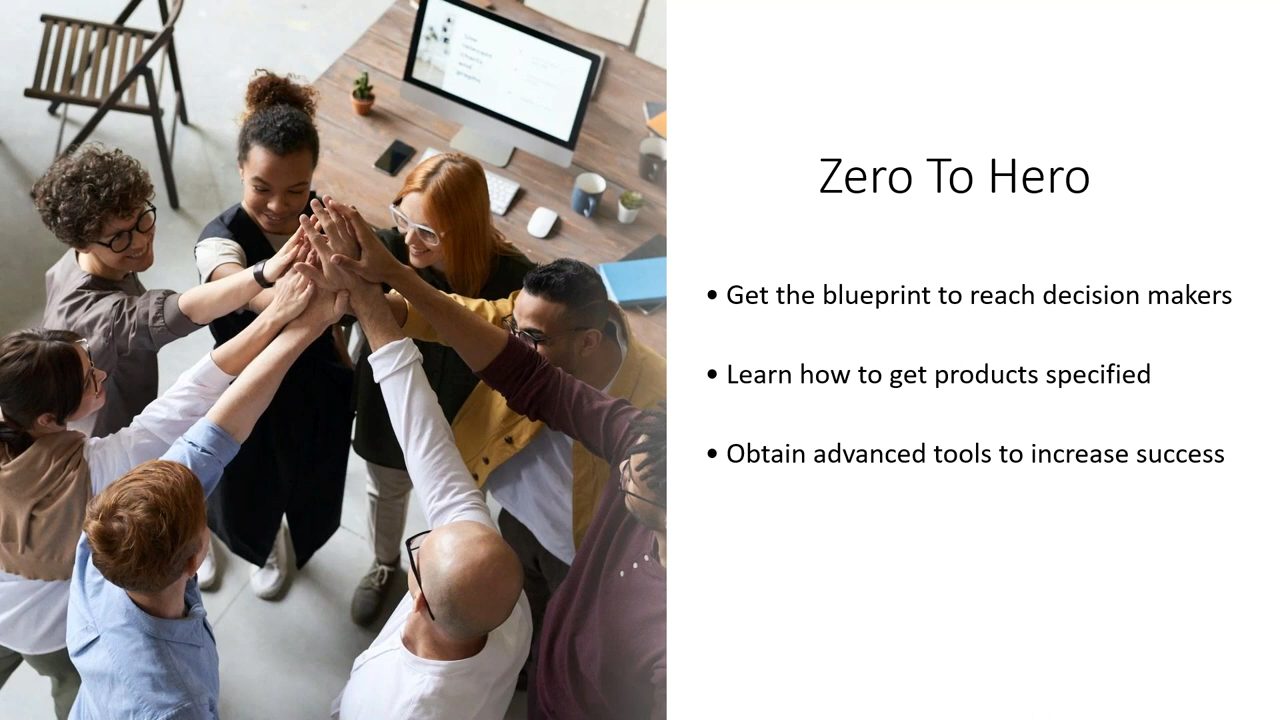 Zero To Hero
• Get the blueprint to reach decision makers
• Learn how to get products specified
• Obtain advanced tools to increase success